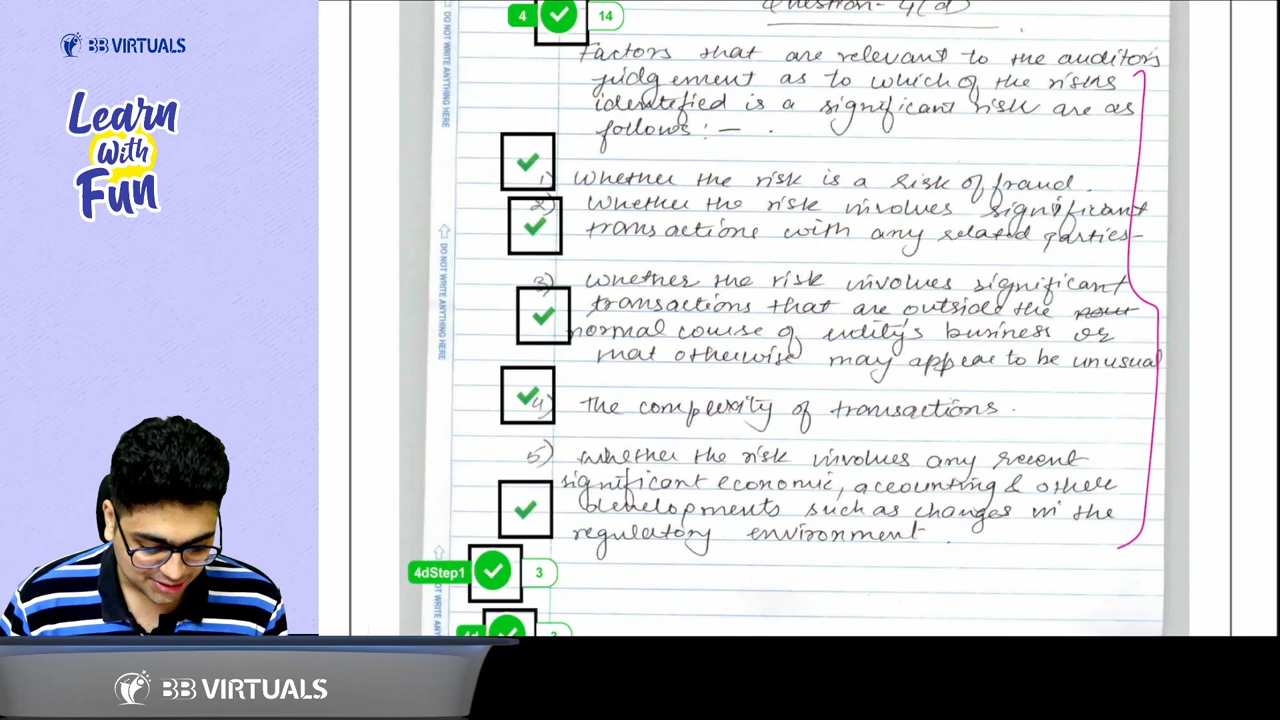 BB VIRTUALS
Learn
With
Fun
4
14
Question - 4(d)
Factors that are relevant to the auditor's
judgement as to which of the risks
identified is a significant risk are as
follows : -
1) Whether the risk is a risk of fraud.
2) Whether the risk involves significant
transactions with any related parties-
3) Whether the risk involves significant
transactions that are outside the
normal course of entity's business or
that otherwise may appear to be unusual
4) The complexity of transactions.
5) whether the risk involves any recent
significant economic, accounting & other
developments such as changes in the
regulatory environment.
4dStep1
3
DO NOT WRITE ANYTHING HERE
DO NOT WRITE ANYTHING HERE
BB VIRTUALS